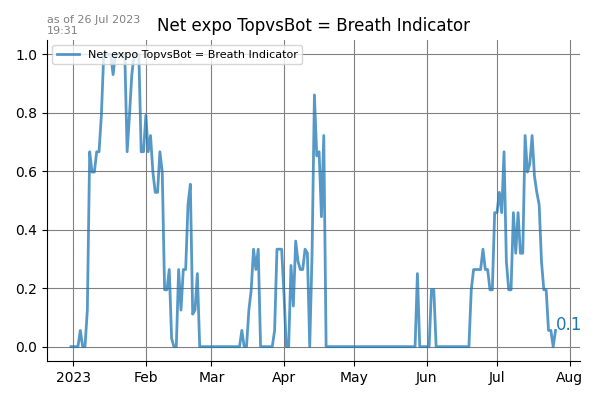 as of 26 Jul 2023
19:31
Net expo TopvsBot = Breath Indicator
Net expo TopvsBot = Breath Indicator
1.0
0.8
0.6
0.4
0.2
0.0
0.1
2023 Feb Mar Apr May Jun Jul Aug